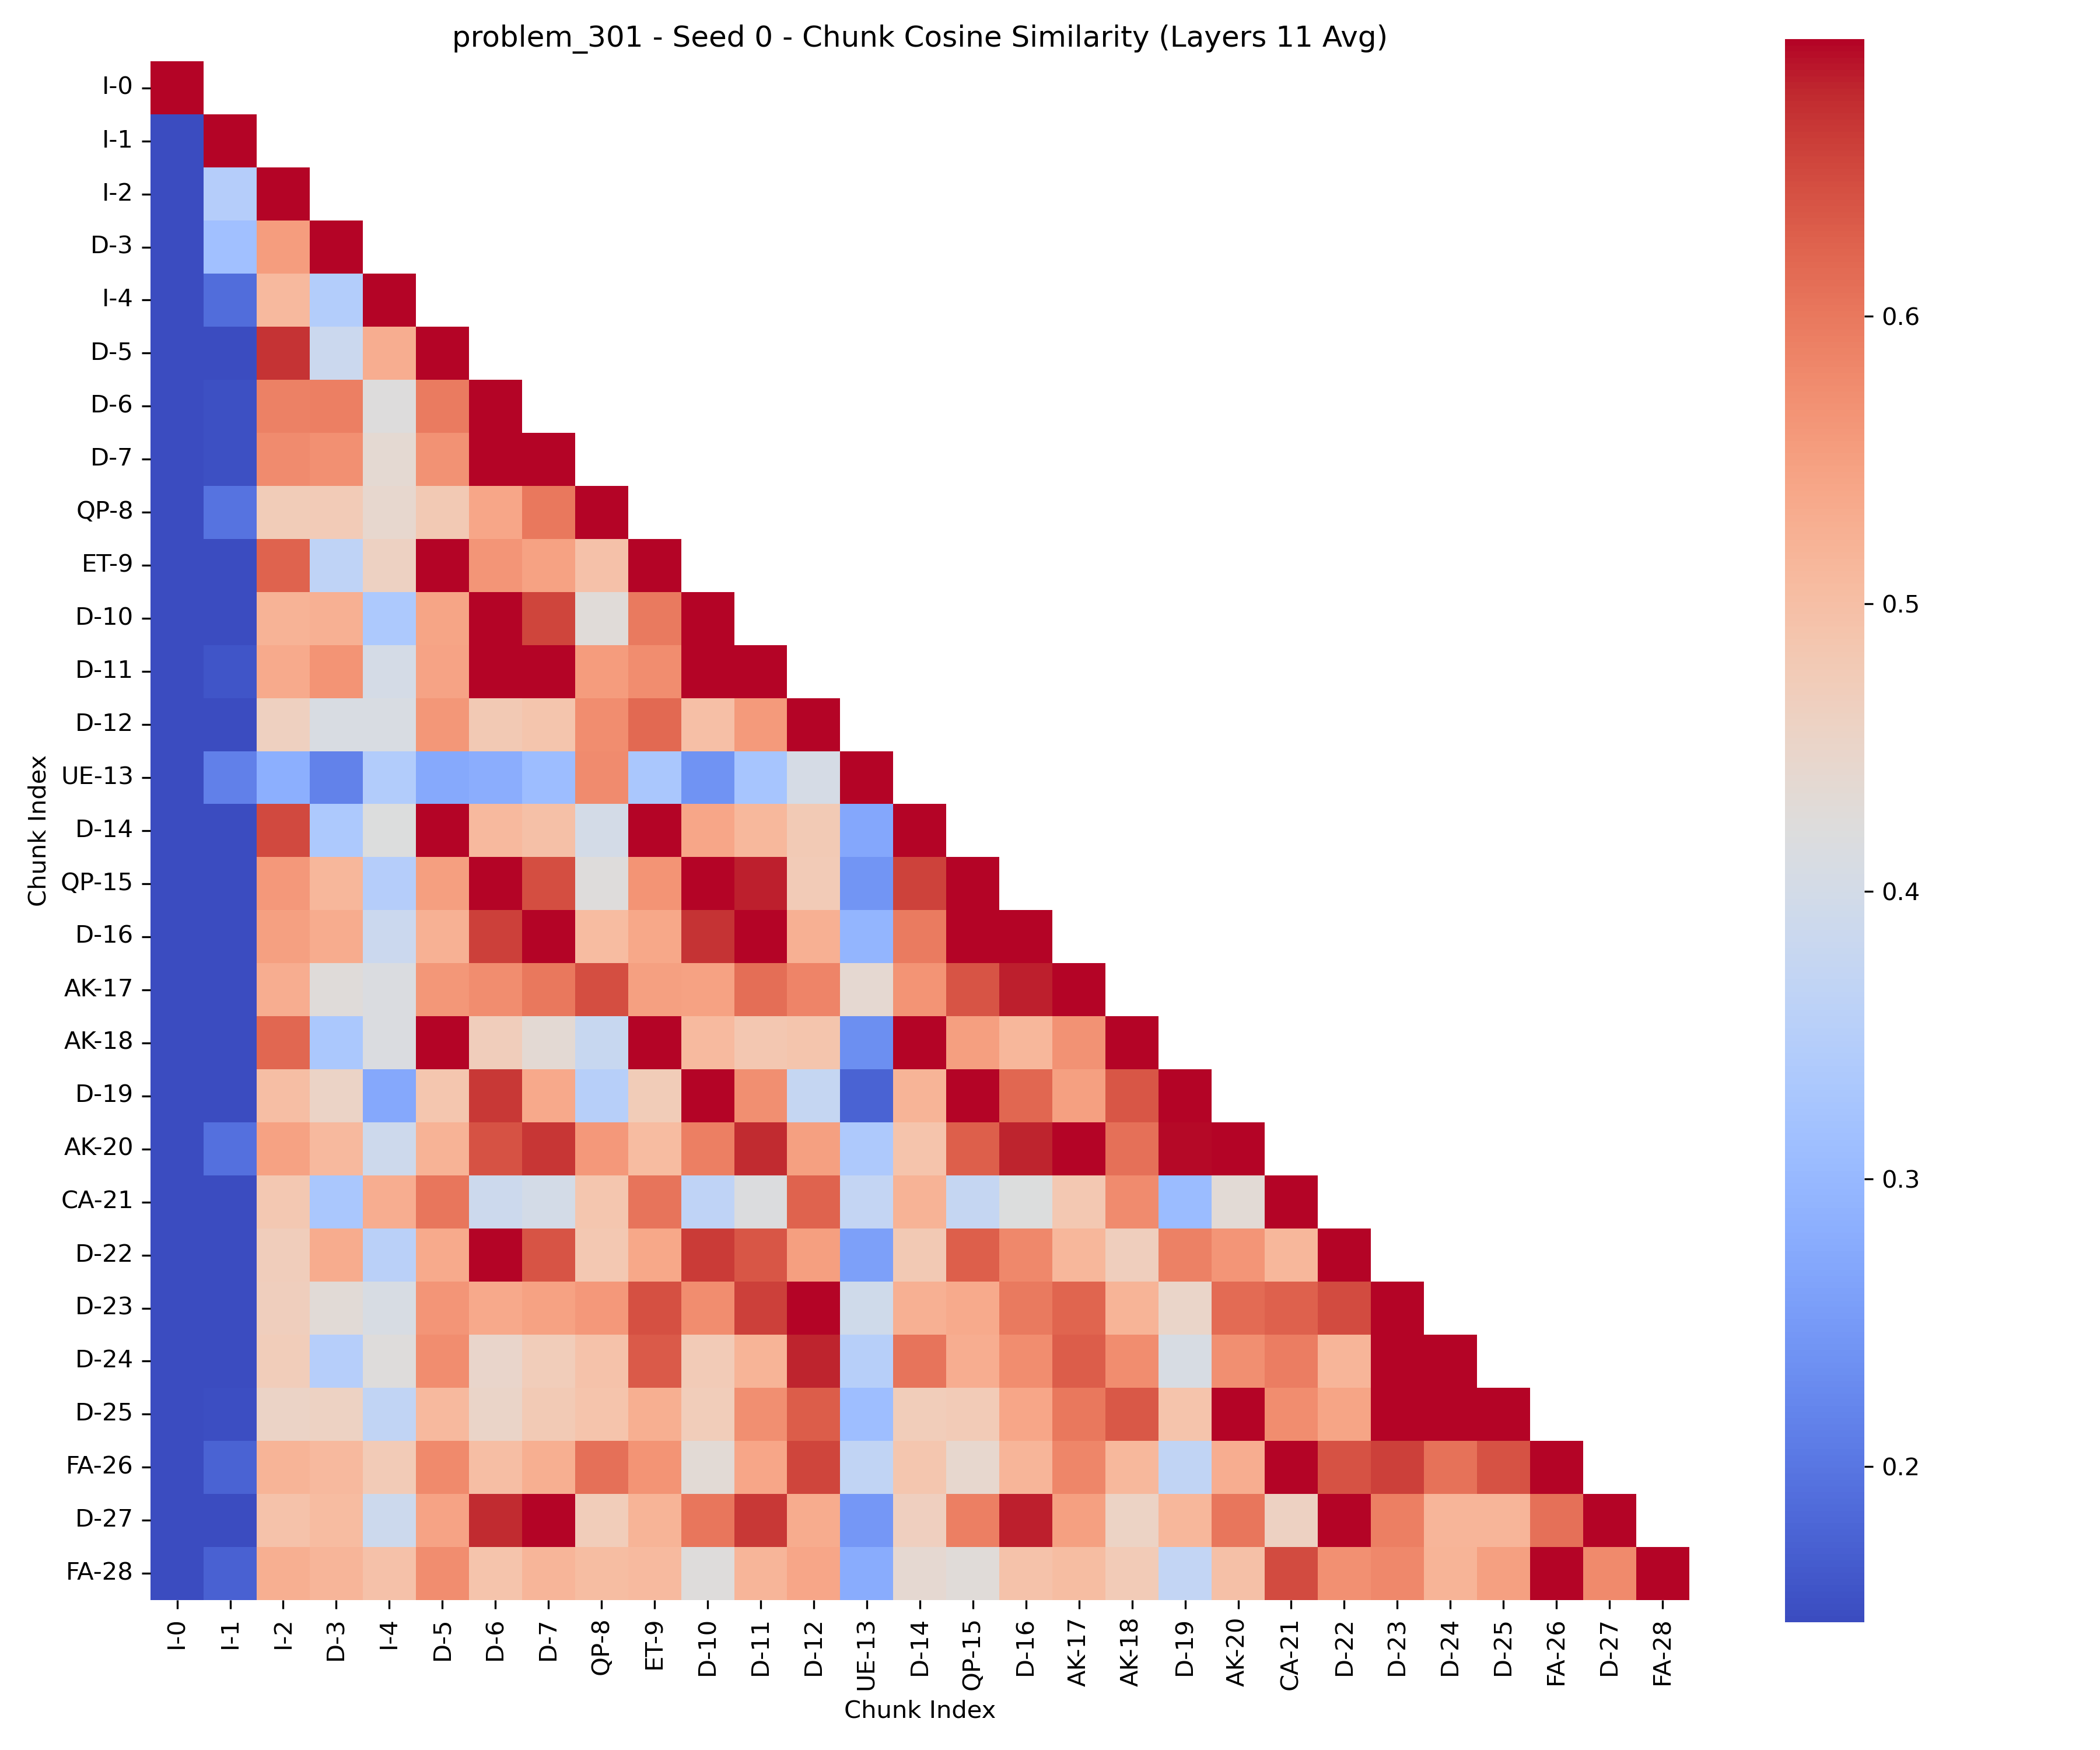 problem_301 - Seed 0 - Chunk Cosine Similarity (Layers 11 Avg)
I-0
I-1
I-2
D-3
I-4
D-5
D-6
D-7
QP-8
ET-9
D-10
D-11
D-12
UE-13
D-14
QP-15
D-16
AK-17
AK-18
D-19
AK-20
CA-21
D-22
D-23
D-24
D-25
FA-26
D-27
FA-28
Chunk Index
I-0 I-1 I-2 D-3 I-4 D-5 D-6 D-7 QP-8 ET-9 D-10 D-11 D-12 UE-13 D-14 QP-15 D-16 AK-17 AK-18 D-19 AK-20 CA-21 D-22 D-23 D-24 D-25 FA-26 D-27 FA-28
Chunk Index
0.6
0.5
0.4
0.3
0.2